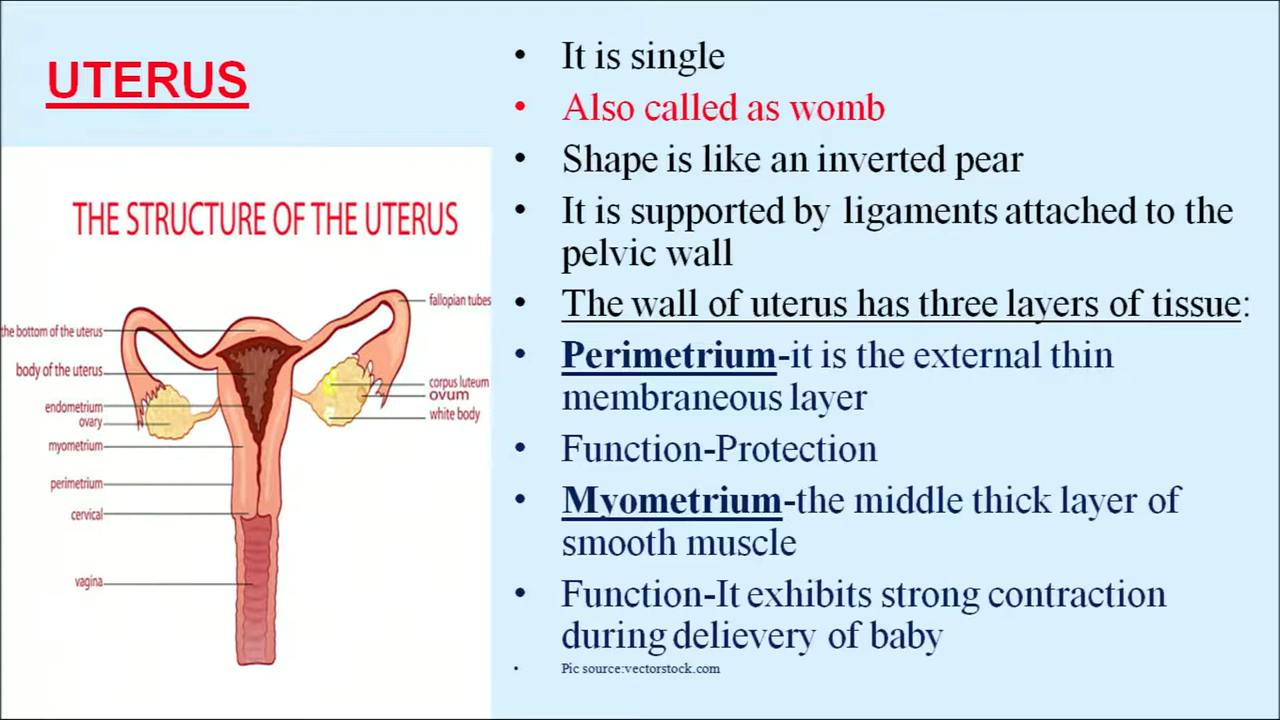 UTERUS
THE STRUCTURE OF THE UTERUS
fallopian tubes
the bottom of the uterus
body of the uterus
corpus luteum
ovum
endometrium
white body
ovary
myometrium
perimetrium
cervical
vagina
• It is single
• Also called as womb
• Shape is like an inverted pear
• It is supported by ligaments attached to the
pelvic wall
• The wall of uterus has three layers of tissue:
• Perimetrium-it is the external thin
membraneous layer
• Function-Protection
• Myometrium-the middle thick layer of
smooth muscle
• Function-It exhibits strong contraction
during delievery of baby
• Pic source:vectorstock.com